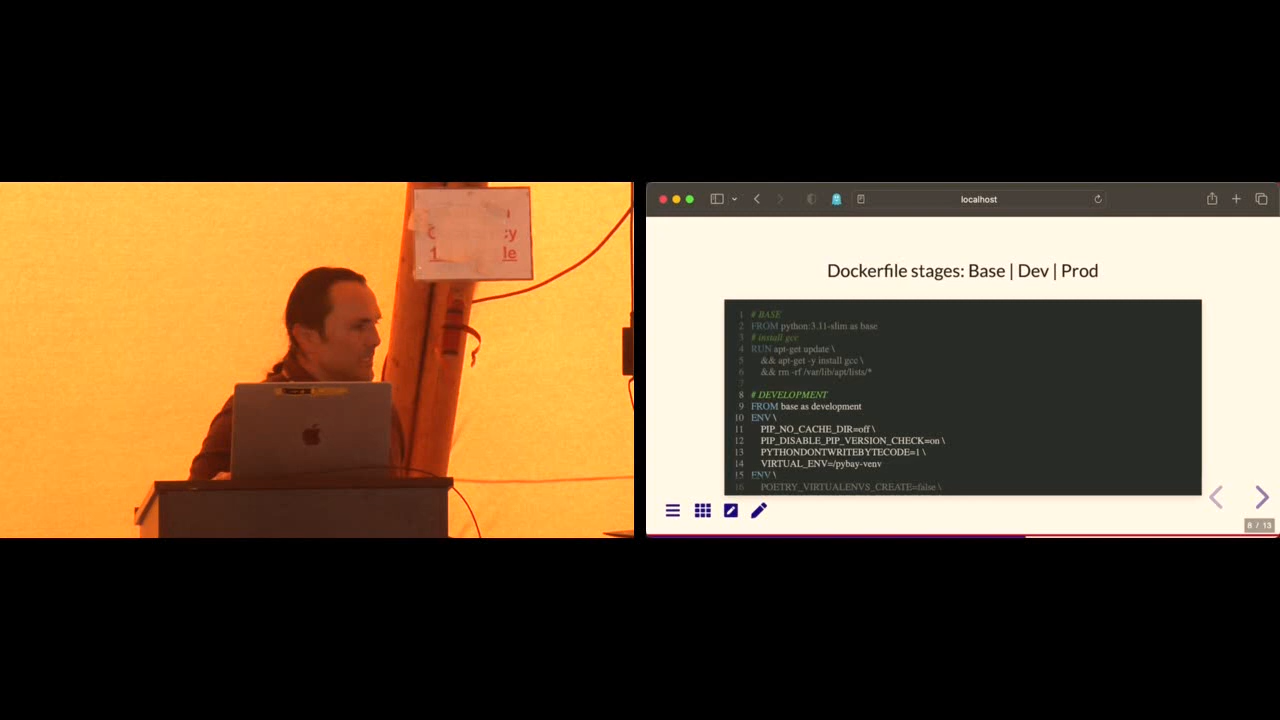 localhost
Dockerfile stages: Base | Dev | Prod
1 # BASE
2 FROM python:3.11-slim as base
3 # install gcc
4 RUN apt-get update \
5 && apt-get -y install gcc \
6 && rm -rf /var/lib/apt/lists/*
7
8 # DEVELOPMENT
9 FROM base as development
10 ENV \
11 PIP_NO_CACHE_DIR=off \
12 PIP_DISABLE_PIP_VERSION_CHECK=on \
13 PYTHONDONTWRITEBYTECODE=1 \
14 VIRTUAL_ENV=/pybay-venv
15 ENV \
16 POETRY_VIRTUALENVS_CREATE=false \
8 / 13